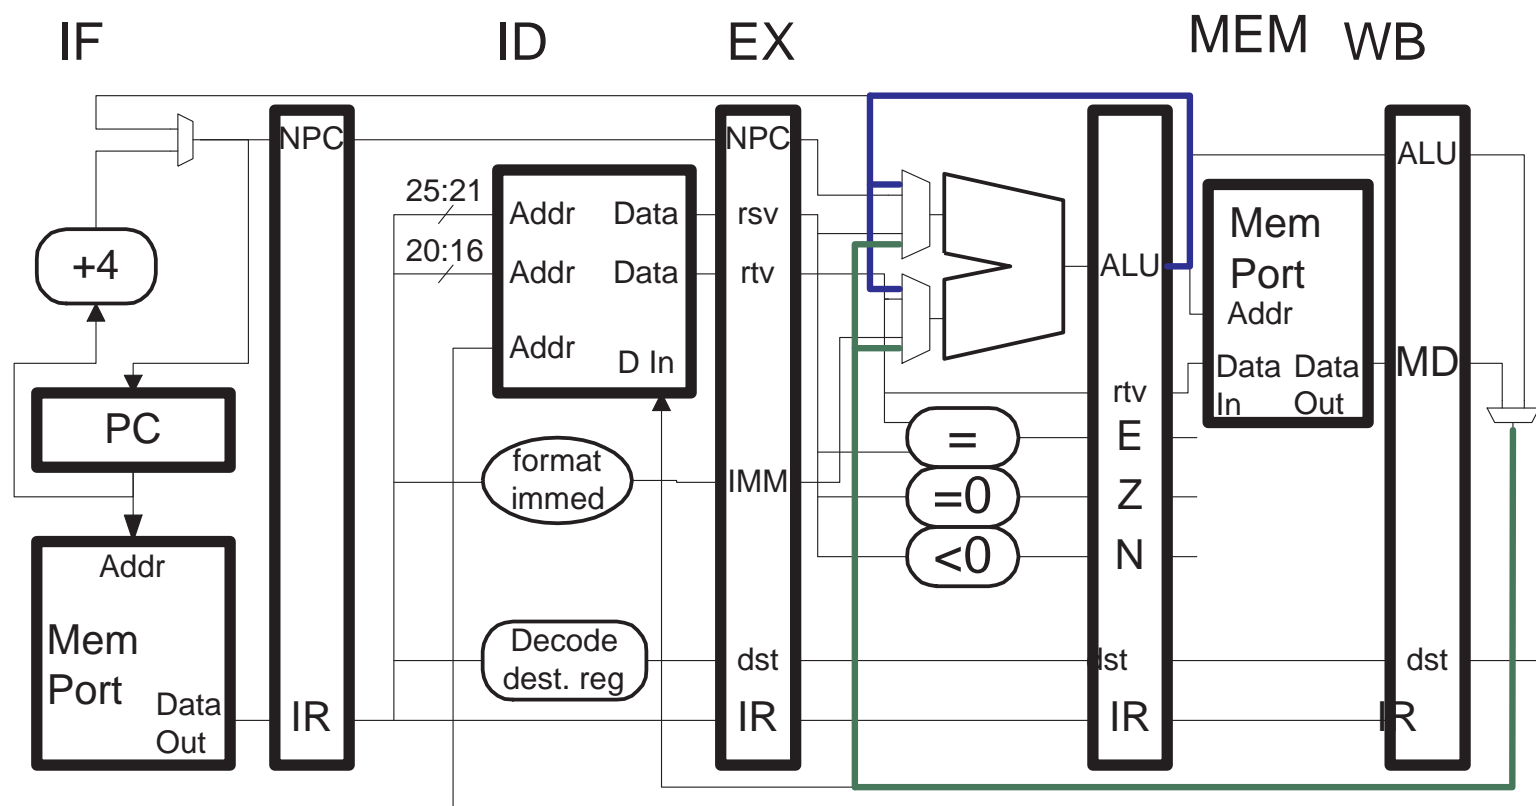 IF ID EX MEM WB
NPC NPC ALU
25:21
Addr Data rsv
Mem
Port
20:16
Addr Data rtv
+4
ALU
Addr
Addr
D In
Data Data
In Out
MD
rtv
PC
=
E
format
immed
IMM
=0
Z
<0
N
Addr
Mem
Port
Decode
dest. reg
dst
dst
dst
Data
Out
IR IR IR IR